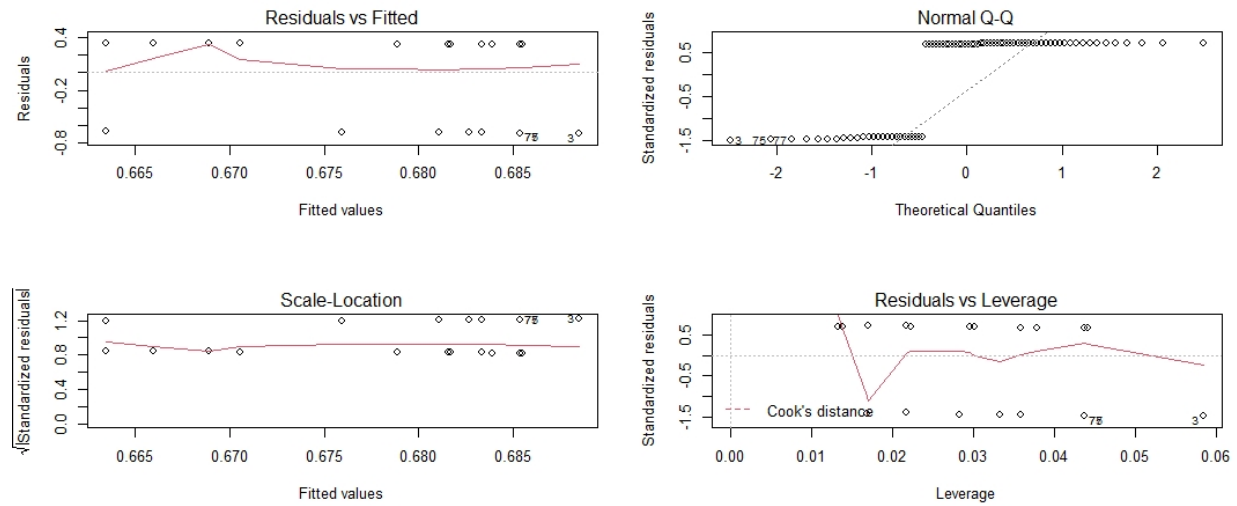 Residuals vs Fitted
Residuals
0.4
-0.2
-0.8
75
3
0.665 0.670 0.675 0.680 0.685
Fitted values
Normal Q-Q
Standardized residuals
0.5
-0.5
-1.5
3 75 77
-2 -1 0 1 2
Theoretical Quantiles
Scale-Location
√|Standardized residuals|
1.2
0.8
0.4
0.0
3
0.665 0.670 0.675 0.680 0.685
Fitted values
Residuals vs Leverage
Standardized residuals
0.5
-0.5
-1.5
Cook's distance
3
0.00 0.01 0.02 0.03 0.04 0.05 0.06
Leverage